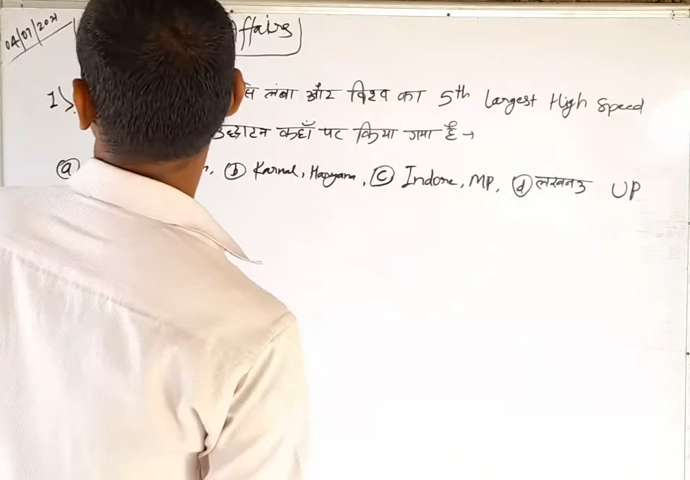 04/07/2021
ffairs
1) लंबा और विश्व का 5th Largest High Speed
उद्घाटन कहाँ पर किया गया है →
(a) (b) Karnal, Haryana, (c) Indore, MP, (d) लखनऊ UP